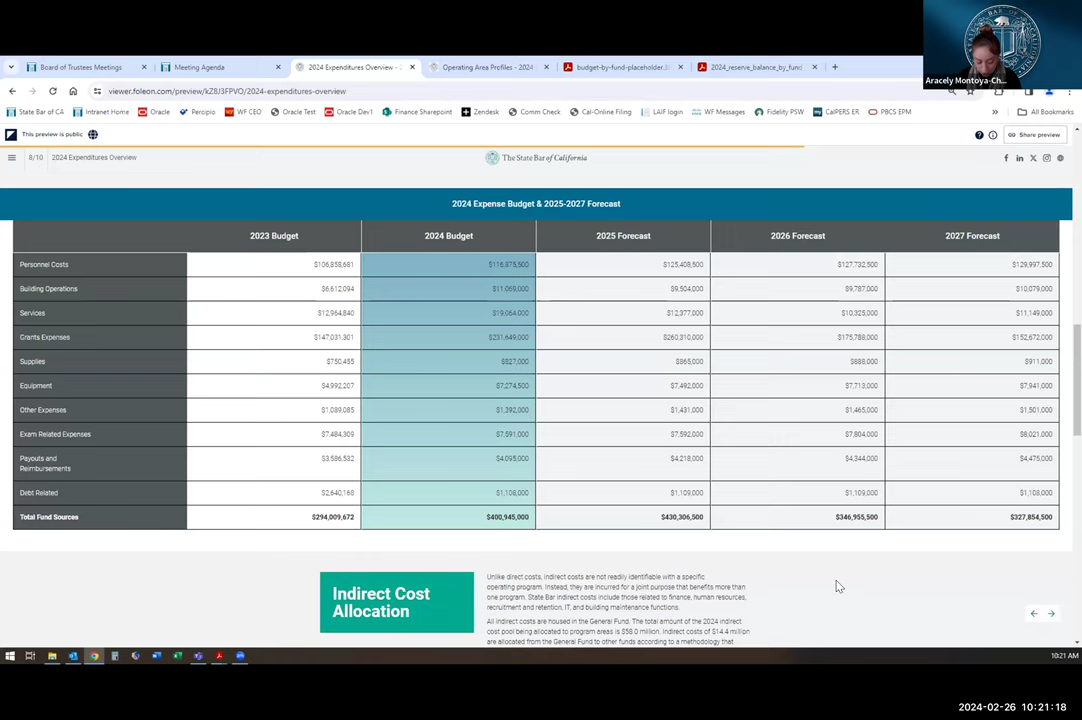 THE STATE BAR OF CALIFORNIA
Aracely Montoya-Ch...
Board of Trustees Meetings
Meeting Agenda
2024 Expenditures Overview -
Operating Area Profiles - 2024
budget-by-fund-placeholder.
2024_reserve_balance_by_fund
viewer.foleon.com/preview/kZ8J3FPVO/2024-expenditures-overview
State Bar of CA
Intranet Home
Oracle
Percipio
WF CEO
Oracle Test
Oracle Dev1
Finance Sharepoint
Zendesk
Comm Check
Cal-Online Filing
LAIF login
WF Messages
Fidelity PSW
CalPERS ER
PBCS EPM
»
All Bookmarks
This preview is public
Share preview
8/10 2024 Expenditures Overview
The State Bar of California
2024 Expense Budget & 2025-2027 Forecast
2023 Budget 2024 Budget 2025 Forecast 2026 Forecast 2027 Forecast
Personnel Costs $106,858,681 $116,875,500 $125,408,500 $127,732,500 $129,997,500
Building Operations $6,612,094 $11,069,000 $9,504,000 $9,787,000 $10,079,000
Services $12,964,840 $19,064,000 $12,377,000 $10,325,000 $11,149,000
Grants Expenses $147,031,301 $231,649,000 $260,310,000 $175,788,000 $152,672,000
Supplies $750,455 $827,000 $865,000 $888,000 $911,000
Equipment $4,992,207 $7,274,500 $7,492,000 $7,713,000 $7,941,000
Other Expenses $1,089,085 $1,392,000 $1,431,000 $1,465,000 $1,501,000
Exam Related Expenses $7,484,309 $7,591,000 $7,592,000 $7,804,000 $8,021,000
Payouts and
Reimbursements $3,586,532 $4,095,000 $4,218,000 $4,344,000 $4,475,000
Debt Related $2,640,168 $1,108,000 $1,109,000 $1,109,000 $1,108,000
Total Fund Sources $294,009,672 $400,945,000 $430,306,500 $346,955,500 $327,854,500
Indirect Cost
Allocation
Unlike direct costs, indirect costs are not readily identifiable with a specific
operating program. Instead, they are incurred for a joint purpose that benefits more than
one program. State Bar indirect costs include those related to finance, human resources,
recruitment and retention, IT, and building maintenance functions.
All indirect costs are housed in the General Fund. The total amount of the 2024 indirect
cost pool being allocated to program areas is $58.0 million. Indirect costs of $14.4 million
are allocated from the General Fund to other funds according to a methodology that
10:21 AM
2024-02-26 10:21:18